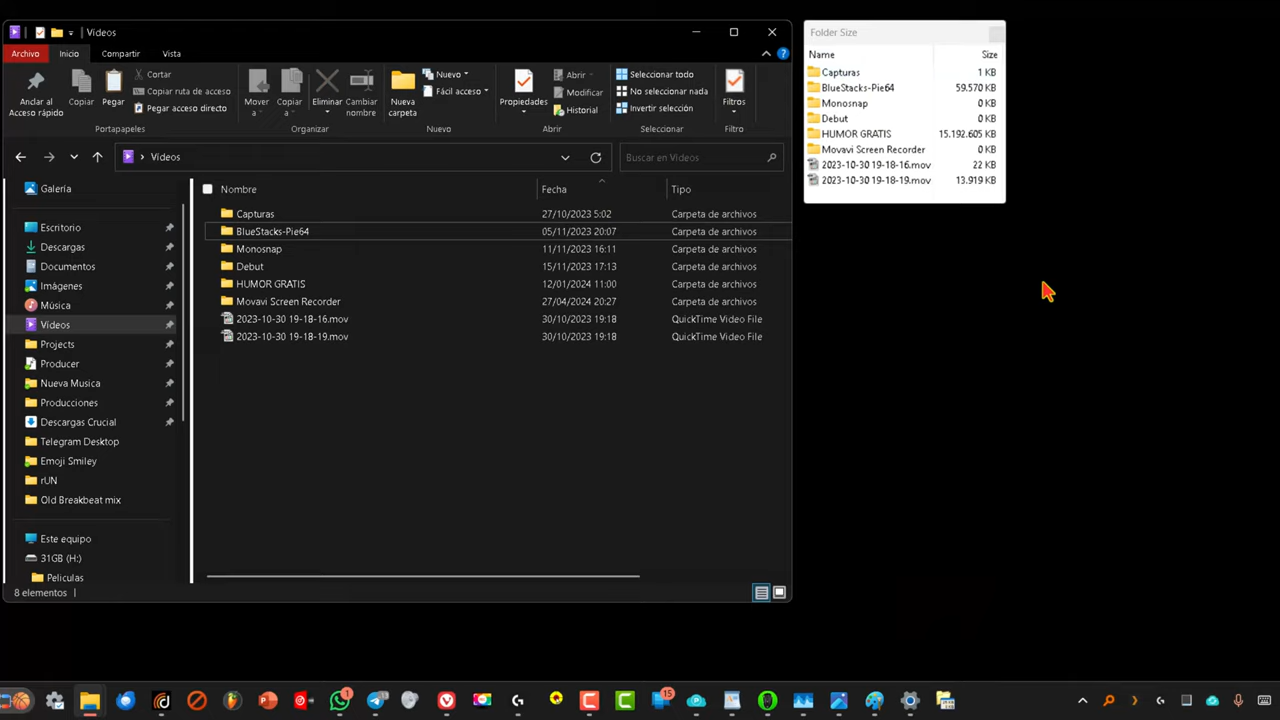 Vídeos
Archivo Inicio Compartir Vista
Anclar al Acceso rápido
Copiar
Pegar
Cortar
Copiar ruta de acceso
Pegar acceso directo
Portapapeles
Mover a
Copiar a
Eliminar
Cambiar nombre
Organizar
Nueva carpeta
Nuevo
Fácil acceso
Nuevo
Propiedades
Abrir
Modificar
Historial
Abrir
Seleccionar todo
No seleccionar nada
Invertir selección
Seleccionar
Filtros
Filtro
Vídeos
Buscar en Vídeos
Galería
Escritorio
Descargas
Documentos
Imágenes
Música
Vídeos
Projects
Producer
Nueva Musica
Producciones
Descargas Crucial
Telegram Desktop
Emoji Smiley
rUN
Old Breakbeat mix
Este equipo
31GB (H:)
Peliculas
Nombre Fecha Tipo
Capturas 27/10/2023 5:02 Carpeta de archivos
BlueStacks-Pie64 05/11/2023 20:07 Carpeta de archivos
Monosnap 11/11/2023 16:11 Carpeta de archivos
Debut 15/11/2023 17:13 Carpeta de archivos
HUMOR GRATIS 12/01/2024 11:00 Carpeta de archivos
Movavi Screen Recorder 27/04/2024 20:27 Carpeta de archivos
2023-10-30 19-18-16.mov 30/10/2023 19:18 QuickTime Video File
2023-10-30 19-18-19.mov 30/10/2023 19:18 QuickTime Video File
8 elementos
Folder Size
Name Size
Capturas 1 KB
BlueStacks-Pie64 59.570 KB
Monosnap 0 KB
Debut 0 KB
HUMOR GRATIS 15.192.605 KB
Movavi Screen Recorder 0 KB
2023-10-30 19-18-16.mov 22 KB
2023-10-30 19-18-19.mov 13.919 KB
1
15